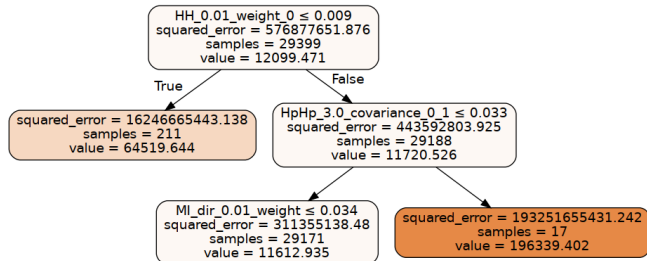 HH_0.01_weight_0 ≤ 0.009
squared_error = 576877651.876
samples = 29399
value = 12099.471
True
False
squared_error = 16246665443.138
samples = 211
value = 64519.644
HpHp_3.0_covariance_0_1 ≤ 0.033
squared_error = 443592803.925
samples = 29188
value = 11720.526
MI_dir_0.01_weight ≤ 0.034
squared_error = 311355138.48
samples = 29171
value = 11612.935
squared_error = 193251655431.242
samples = 17
value = 196339.402